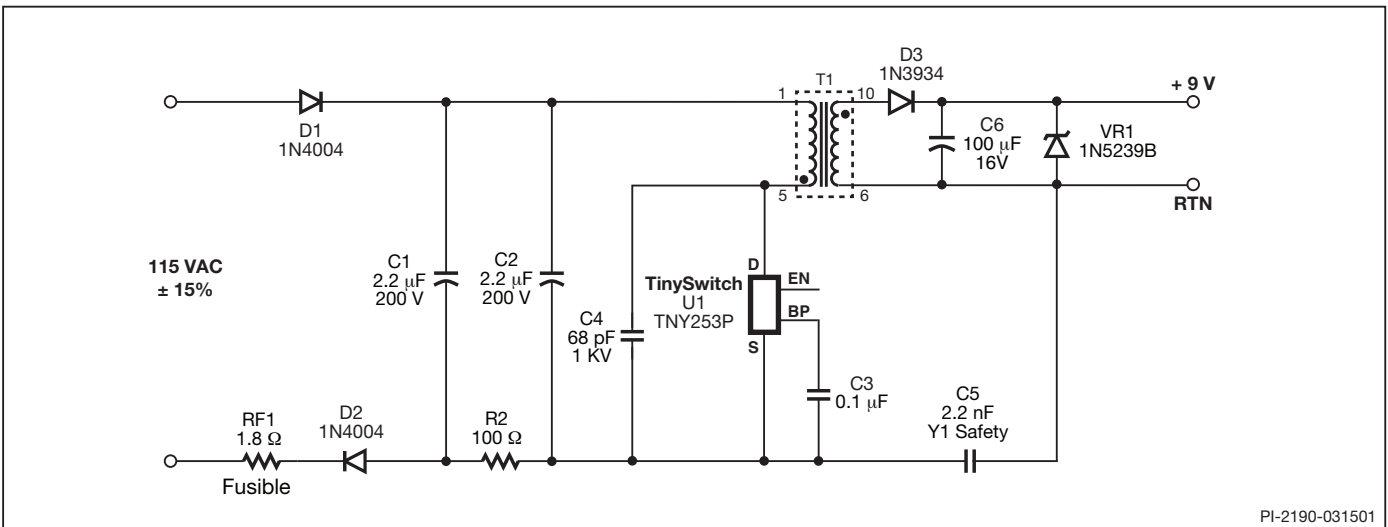 D3
1N3934
T1
+ 9 V
1
10
D1
1N4004
C6
100 μF
16V
VR1
1N5239B
5
6
RTN
115 VAC
± 15%
C1
2.2 μF
200 V
C2
2.2 μF
200 V
D
TinySwitch
EN
U1
TNY253P
BP
S
C4
68 pF
1 KV
C3
0.1 μF
C5
2.2 nF
Y1 Safety
RF1
1.8 Ω
Fusible
D2
1N4004
R2
100 Ω
PI-2190-031501